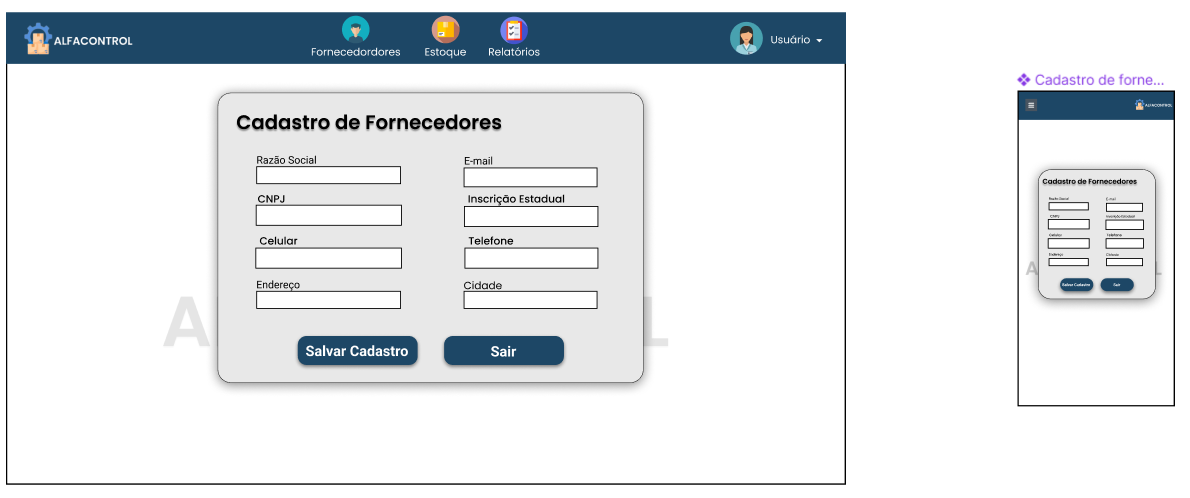 ALFACONTROL
Fornecedordores Estoque Relatórios
Usuário
Cadastro de Fornecedores
Razão Social E-mail
CNPJ Inscrição Estadual
Celular Telefone
Endereço Cidade
Salvar Cadastro Sair
A L
Cadastro de forne...
ALFACONTROL
Cadastro de Fornecedores
Razão Social E-mail
CNPJ Inscrição Estadual
Celular Telefone
Endereço Cidade
A L
Salvar Cadastro Sair